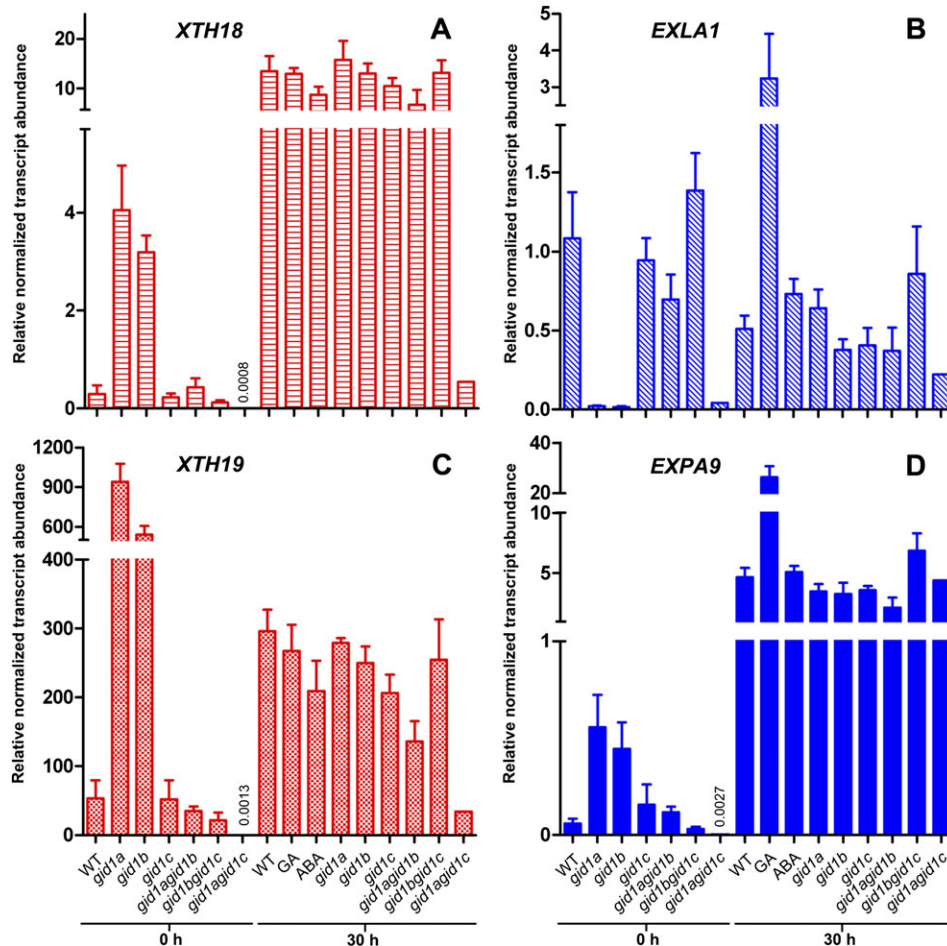 XTH18
A
Relative normalized transcript abundance
20
10
4
2
0
0.0008
EXLA1
B
Relative normalized transcript abundance
5
4
3
1.5
1.0
0.5
0.0
XTH19
C
Relative normalized transcript abundance
1200
900
600
400
300
200
100
0
0.0013
WT
gid1a
gid1b
gid1c
gid1agid1b
gid1bgid1c
gid1agid1c
WT
GA
ABA
gid1a
gid1b
gid1c
gid1agid1b
gid1bgid1c
gid1agid1c
0 h
30 h
EXPA9
D
Relative normalized transcript abundance
40
30
20
10
5
1
0
0.0027
WT
gid1a
gid1b
gid1c
gid1agid1b
gid1bgid1c
gid1agid1c
WT
GA
ABA
gid1a
gid1b
gid1c
gid1agid1b
gid1bgid1c
gid1agid1c
0 h
30 h